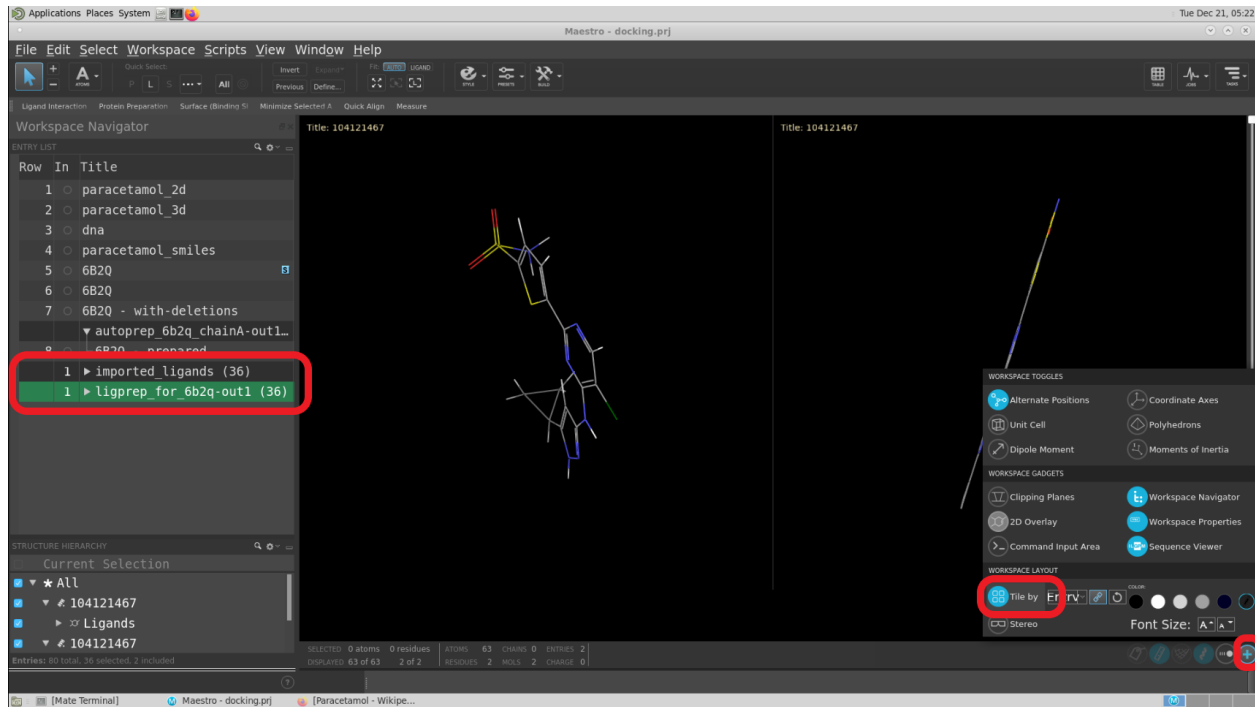 Applications Places System
Tue Dec 21, 05:22
Maestro - docking.prj
File Edit Select Workspace Scripts View Window Help
Quick Select:
Invert Expand
Fit: AUTO LIGAND
A
ATOMS
P L S All
Previous Define...
STYLE PRESETS BUILD
TABLE JOBS TASKS
Ligand Interaction Protein Preparation Surface (Binding Si Minimize Selected A Quick Align Measure
Workspace Navigator
ENTRY LIST
Row In Title
1 paracetamol_2d
2 paracetamol_3d
3 dna
4 paracetamol_smiles
5 6B2Q S
6 6B2Q
7 6B2Q - with-deletions
autoprep_6b2q_chainA-out1…
8 6B2Q - prepared
1 imported_ligands (36)
1 ligprep_for_6b2q-out1 (36)
Title: 104121467
Title: 104121467
WORKSPACE TOGGLES
Alternate Positions Coordinate Axes
Unit Cell Polyhedrons
Dipole Moment Moments of Inertia
WORKSPACE GADGETS
Clipping Planes Workspace Navigator
2D Overlay Workspace Properties
Command Input Area Sequence Viewer
WORKSPACE LAYOUT
Tile by Entry COLOR:
Stereo Font Size: A A
STRUCTURE HIERARCHY
Current Selection
All
104121467
Ligands
104121467
Entries: 80 total, 36 selected, 2 included
SELECTED 0 atoms 0 residues ATOMS 63 CHAINS 0 ENTRIES 2
DISPLAYED 63 of 63 2 of 2 RESIDUES 2 MOLS 2 CHARGE 0
[Mate Terminal] Maestro - docking.prj [Paracetamol - Wikipe...